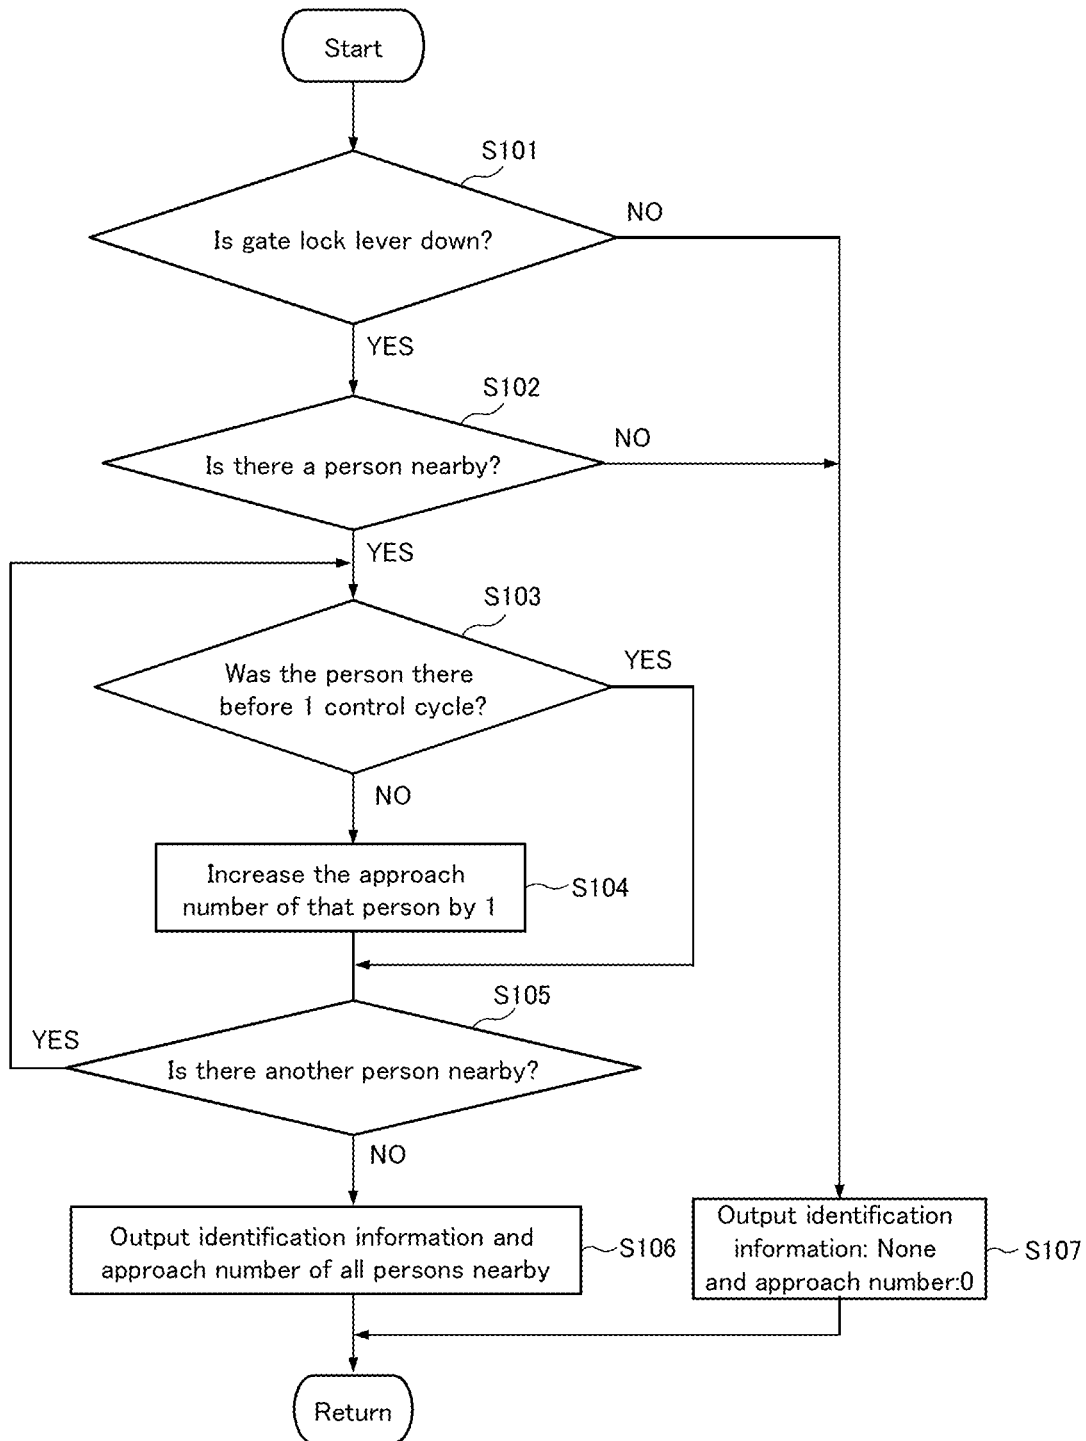 Start
S101
Is gate lock lever down?
NO
YES
S102
Is there a person nearby?
NO
YES
S103
Was the person there
before 1 control cycle?
YES
NO
Increase the approach
number of that person by 1
S104
S105
YES
Is there another person nearby?
NO
Output identification information and
approach number of all persons nearby
S106
Output identification
information: None
and approach number:0
S107
Return